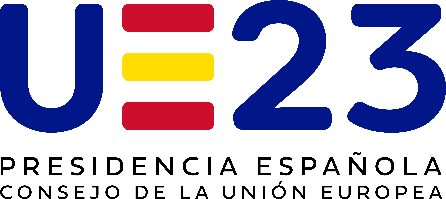 UE23
PRESIDENCIA ESPAÑOLA
CONSEJO DE LA UNIÓN EUROPEA